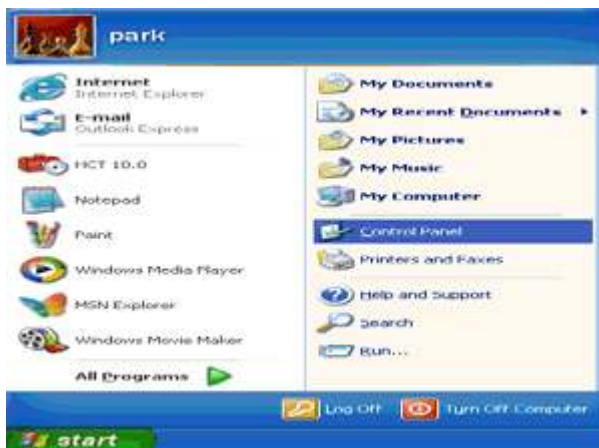 park
Internet
Internet Explorer
E-mail
Outlook Express
HCT 10.0
Notepad
Paint
Windows Media Player
MSN Explorer
Windows Movie Maker
All Programs
My Documents
My Recent Documents
My Pictures
My Music
My Computer
Control Panel
Printers and Faxes
Help and Support
Search
Run...
Log Off
Turn Off Computer
start